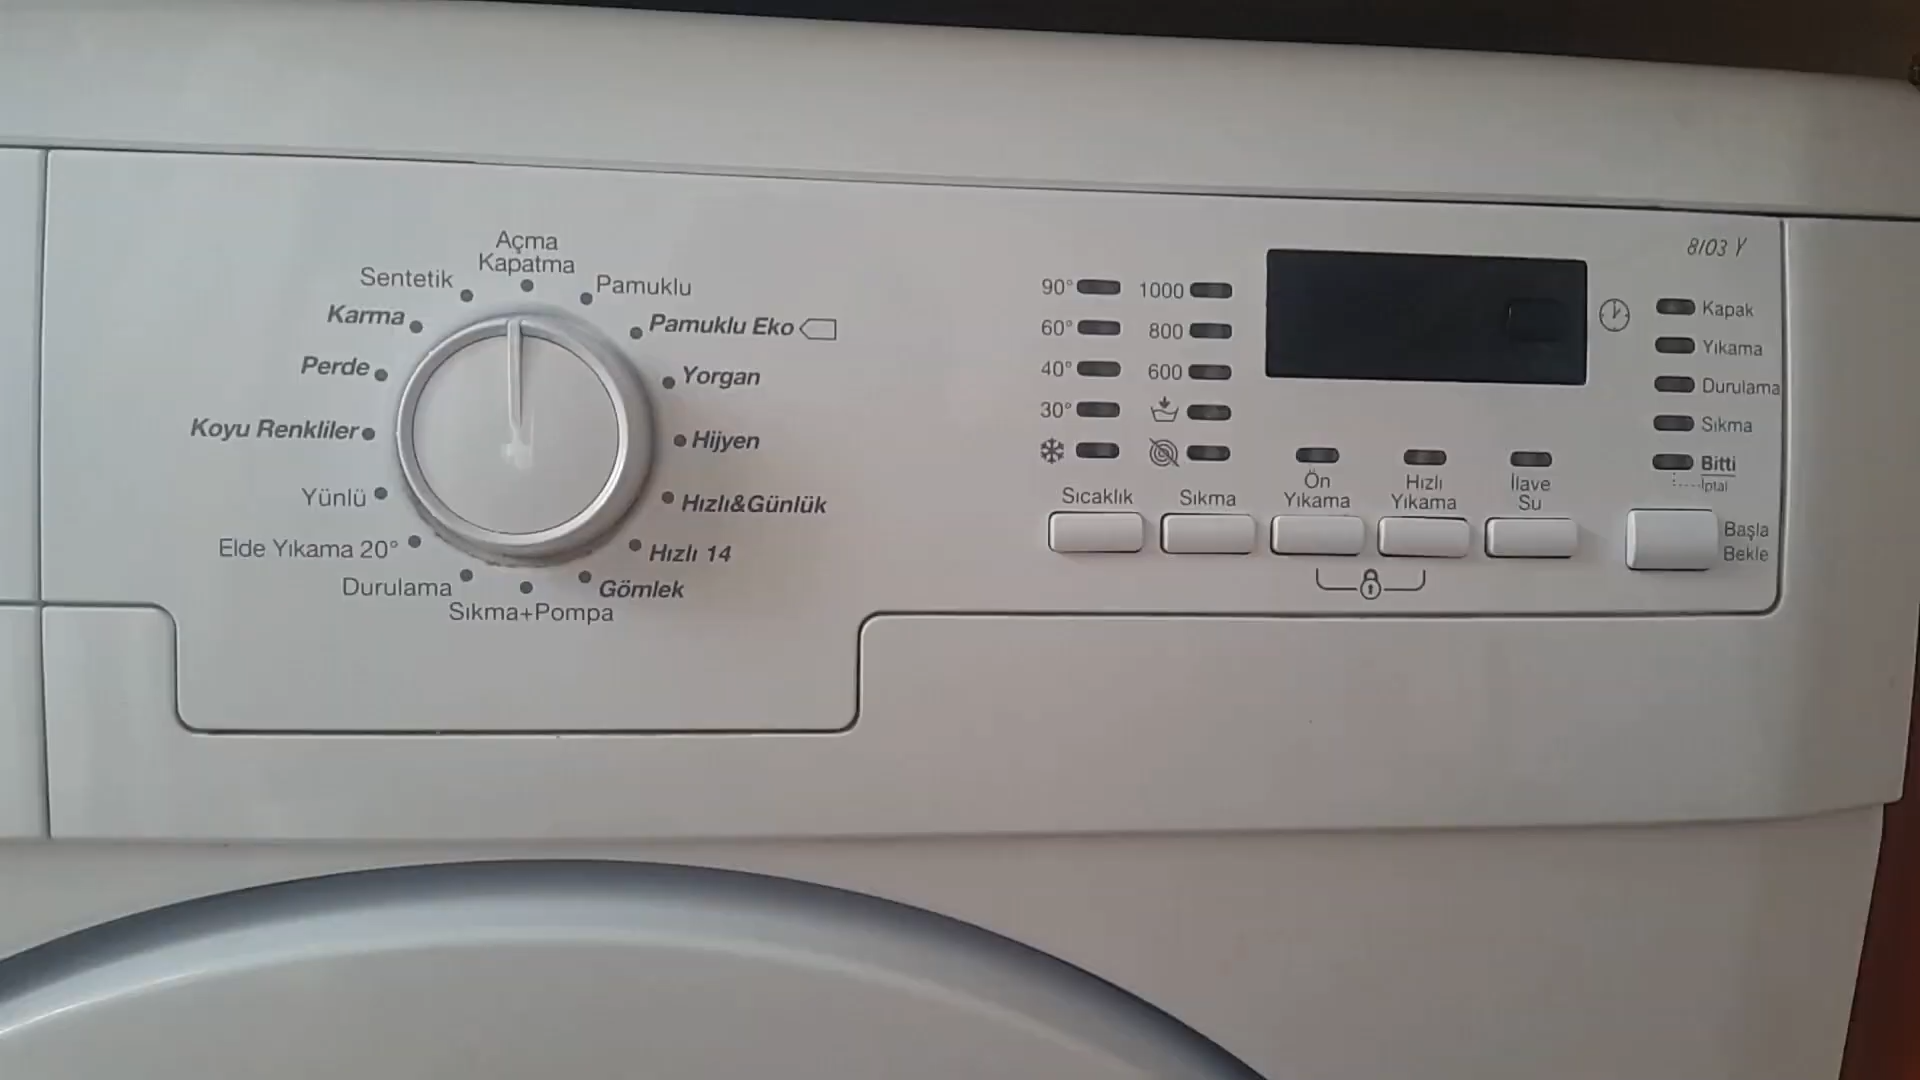 Açma
Kapatma
Sentetik
Pamuklu
Karma
Pamuklu Eko
Perde
Yorgan
Koyu Renkliler
Hijyen
Yünlü
Hızlı&Günlük
Elde Yıkama 20°
Hızlı 14
Durulama
Gömlek
Sıkma+Pompa
90°
60°
40°
30°
Sıcaklık
1000
800
600
Sıkma
Ön
Yıkama
Hızlı
Yıkama
İlave
Su
8103 Y
Kapak
Yıkama
Durulama
Sıkma
Bitti
İptal
Başla
Bekle